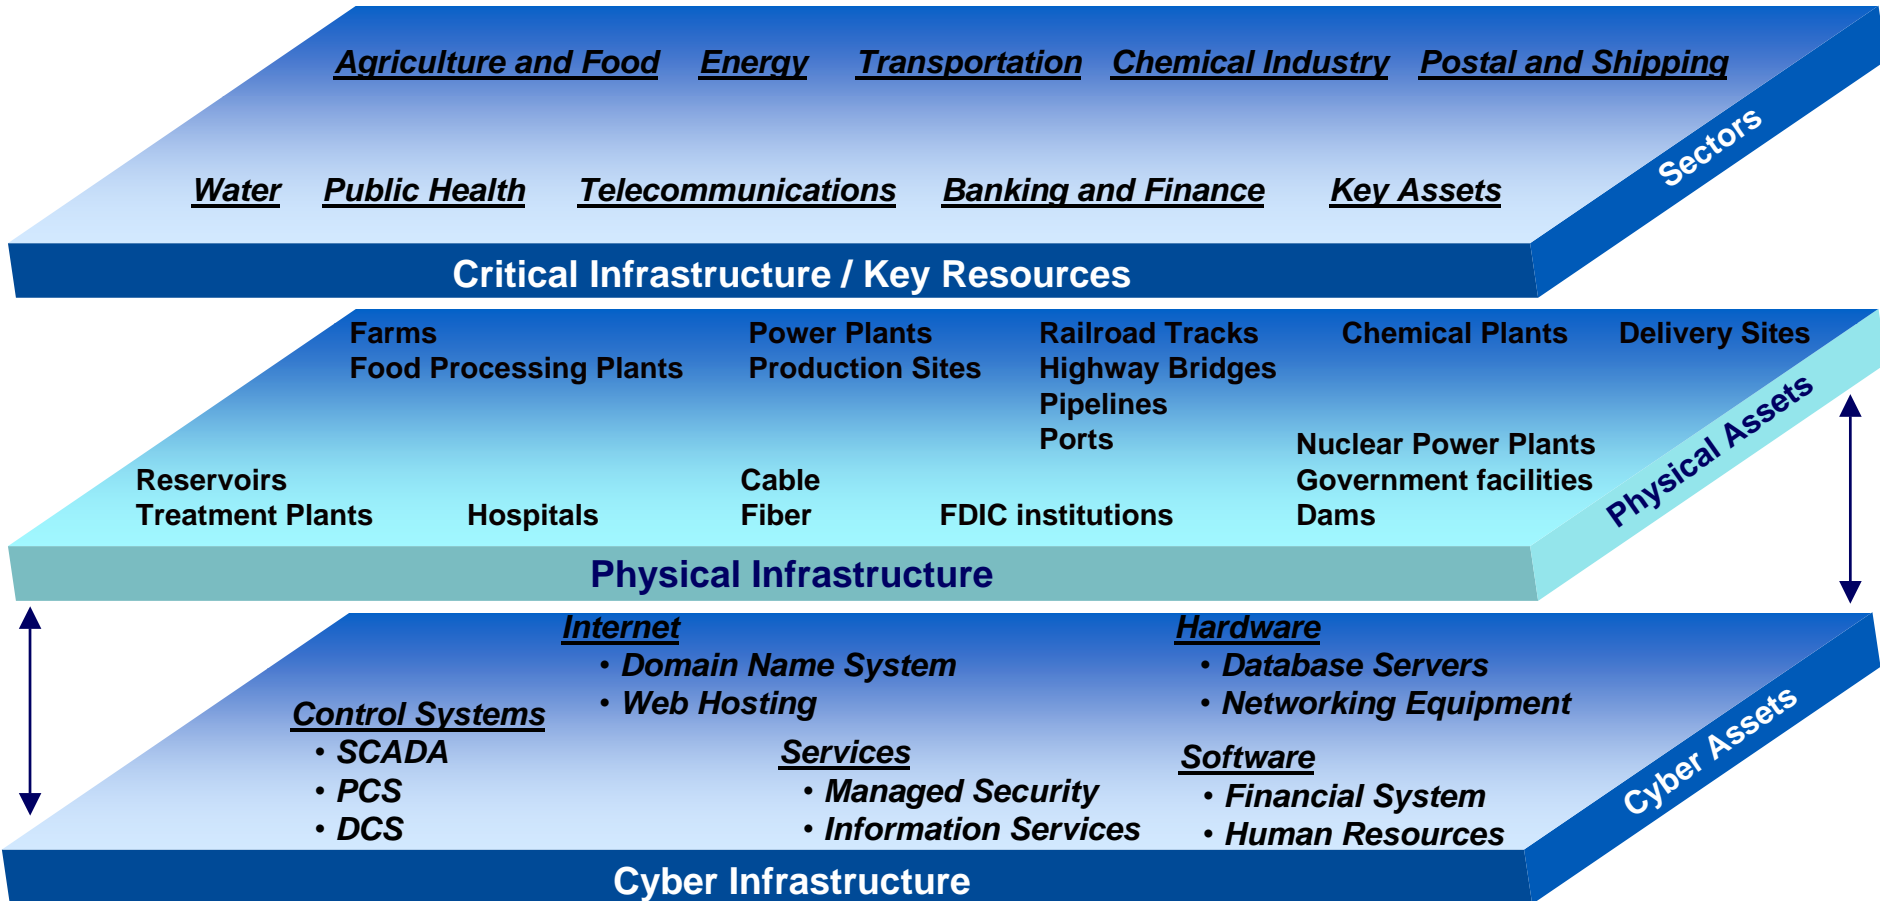 Agriculture and Food Energy Transportation Chemical Industry Postal and Shipping
Water Public Health Telecommunications Banking and Finance Key Assets
Sectors
Critical Infrastructure / Key Resources
Farms
Food Processing Plants
Power Plants
Production Sites
Railroad Tracks
Highway Bridges
Pipelines
Ports
Chemical Plants
Delivery Sites
Reservoirs
Treatment Plants
Hospitals
Cable
Fiber
FDIC institutions
Nuclear Power Plants
Government facilities
Dams
Physical Assets
Physical Infrastructure
Internet
• Domain Name System
• Web Hosting
Hardware
• Database Servers
• Networking Equipment
Control Systems
• SCADA
• PCS
• DCS
Services
• Managed Security
• Information Services
Software
• Financial System
• Human Resources
Cyber Assets
Cyber Infrastructure